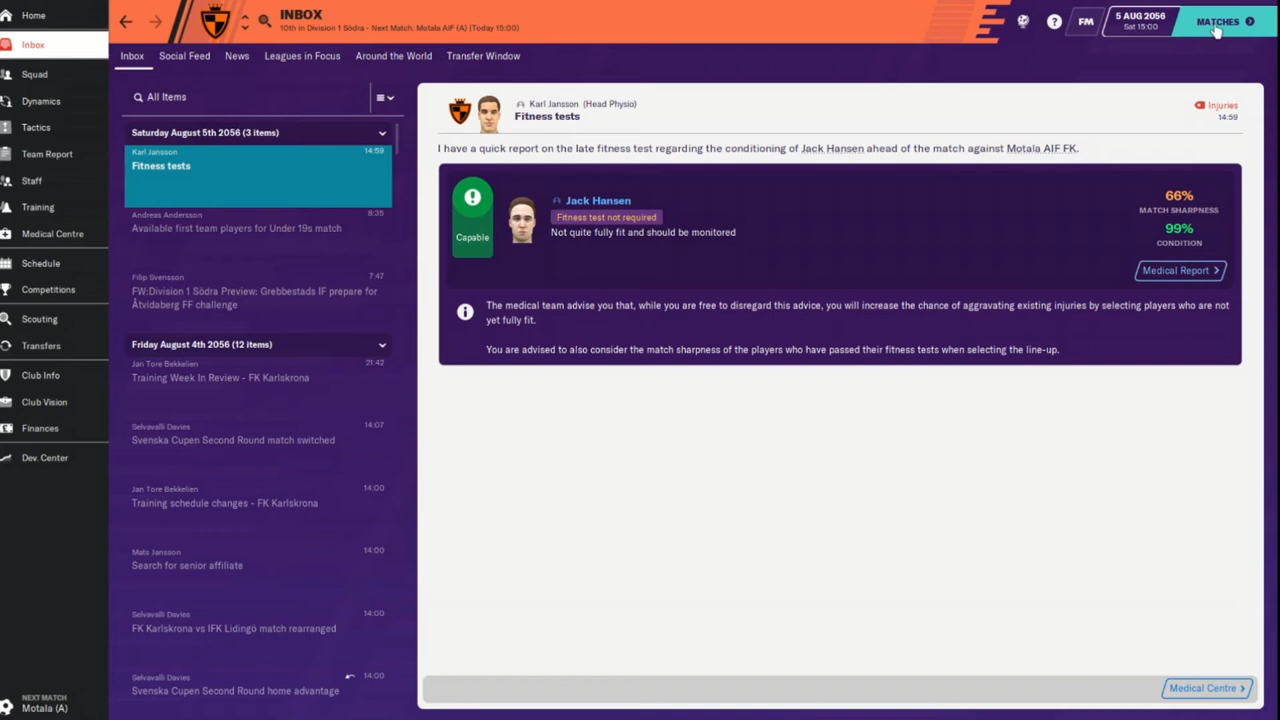 Home
Inbox
Squad
Dynamics
Tactics
Team Report
Staff
Training
Medical Centre
Schedule
Competitions
Scouting
Transfers
Club Info
Club Vision
Finances
Dev. Center
NEXT MATCH
Motala (A)
INBOX
10th in Division 1 Södra - Next Match: Motala AIF (A) (Today 15:00)
?
FM
5 AUG 2056
Sat 15:00
MATCHES
Inbox
Social Feed
News
Leagues in Focus
Around the World
Transfer Window
All Items
Saturday August 5th 2056 (3 items)
Karl Jansson 14:59
Fitness tests
Andreas Andersson 8:35
Available first team players for Under 19s match
Filip Svensson 7:47
FW:Division 1 Södra Preview: Grebbestads IF prepare for
Åtvidaberg FF challenge
Friday August 4th 2056 (12 items)
Jan Tore Bekkelien 21:42
Training Week In Review - FK Karlskrona
Selvavalli Davies 14:07
Svenska Cupen Second Round match switched
Jan Tore Bekkelien 14:00
Training schedule changes - FK Karlskrona
Mats Jansson 14:00
Search for senior affiliate
Selvavalli Davies 14:00
FK Karlskrona vs IFK Lidingö match rearranged
Selvavalli Davies 14:00
Svenska Cupen Second Round home advantage
Karl Jansson (Head Physio)
Fitness tests
Injuries
14:59
I have a quick report on the late fitness test regarding the conditioning of Jack Hansen ahead of the match against Motala AIF FK.
Capable
Jack Hansen
Fitness test not required
Not quite fully fit and should be monitored
66%
MATCH SHARPNESS
99%
CONDITION
Medical Report
The medical team advise you that, while you are free to disregard this advice, you will increase the chance of aggravating existing injuries by selecting players who are not
yet fully fit.
You are advised to also consider the match sharpness of the players who have passed their fitness tests when selecting the line-up.
Medical Centre